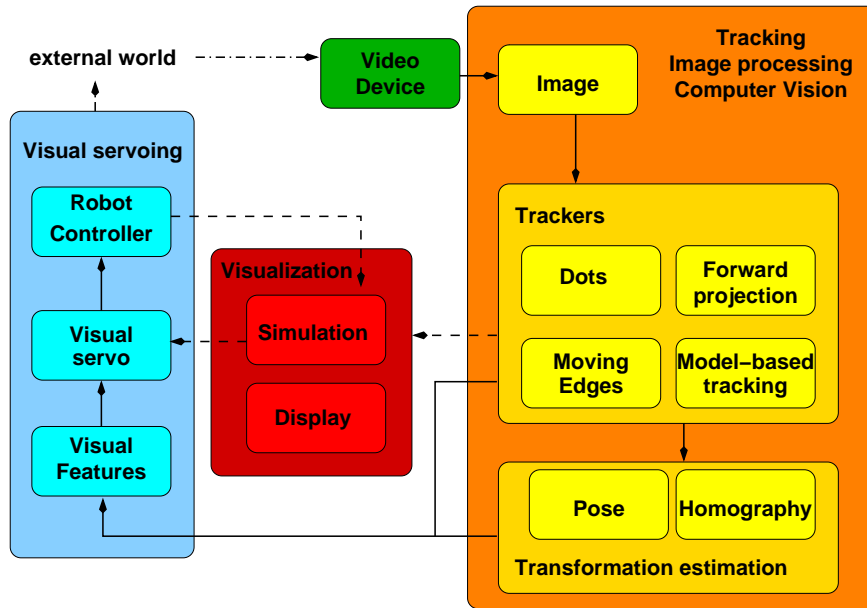 external world
Video
Device
Image
Tracking
Image processing
Computer Vision
Visual servoing
Robot
Controller
Visual
servo
Visual
Features
Visualization
Simulation
Display
Trackers
Dots
Forward
projection
Moving
Edges
Model−based
tracking
Pose
Homography
Transformation estimation